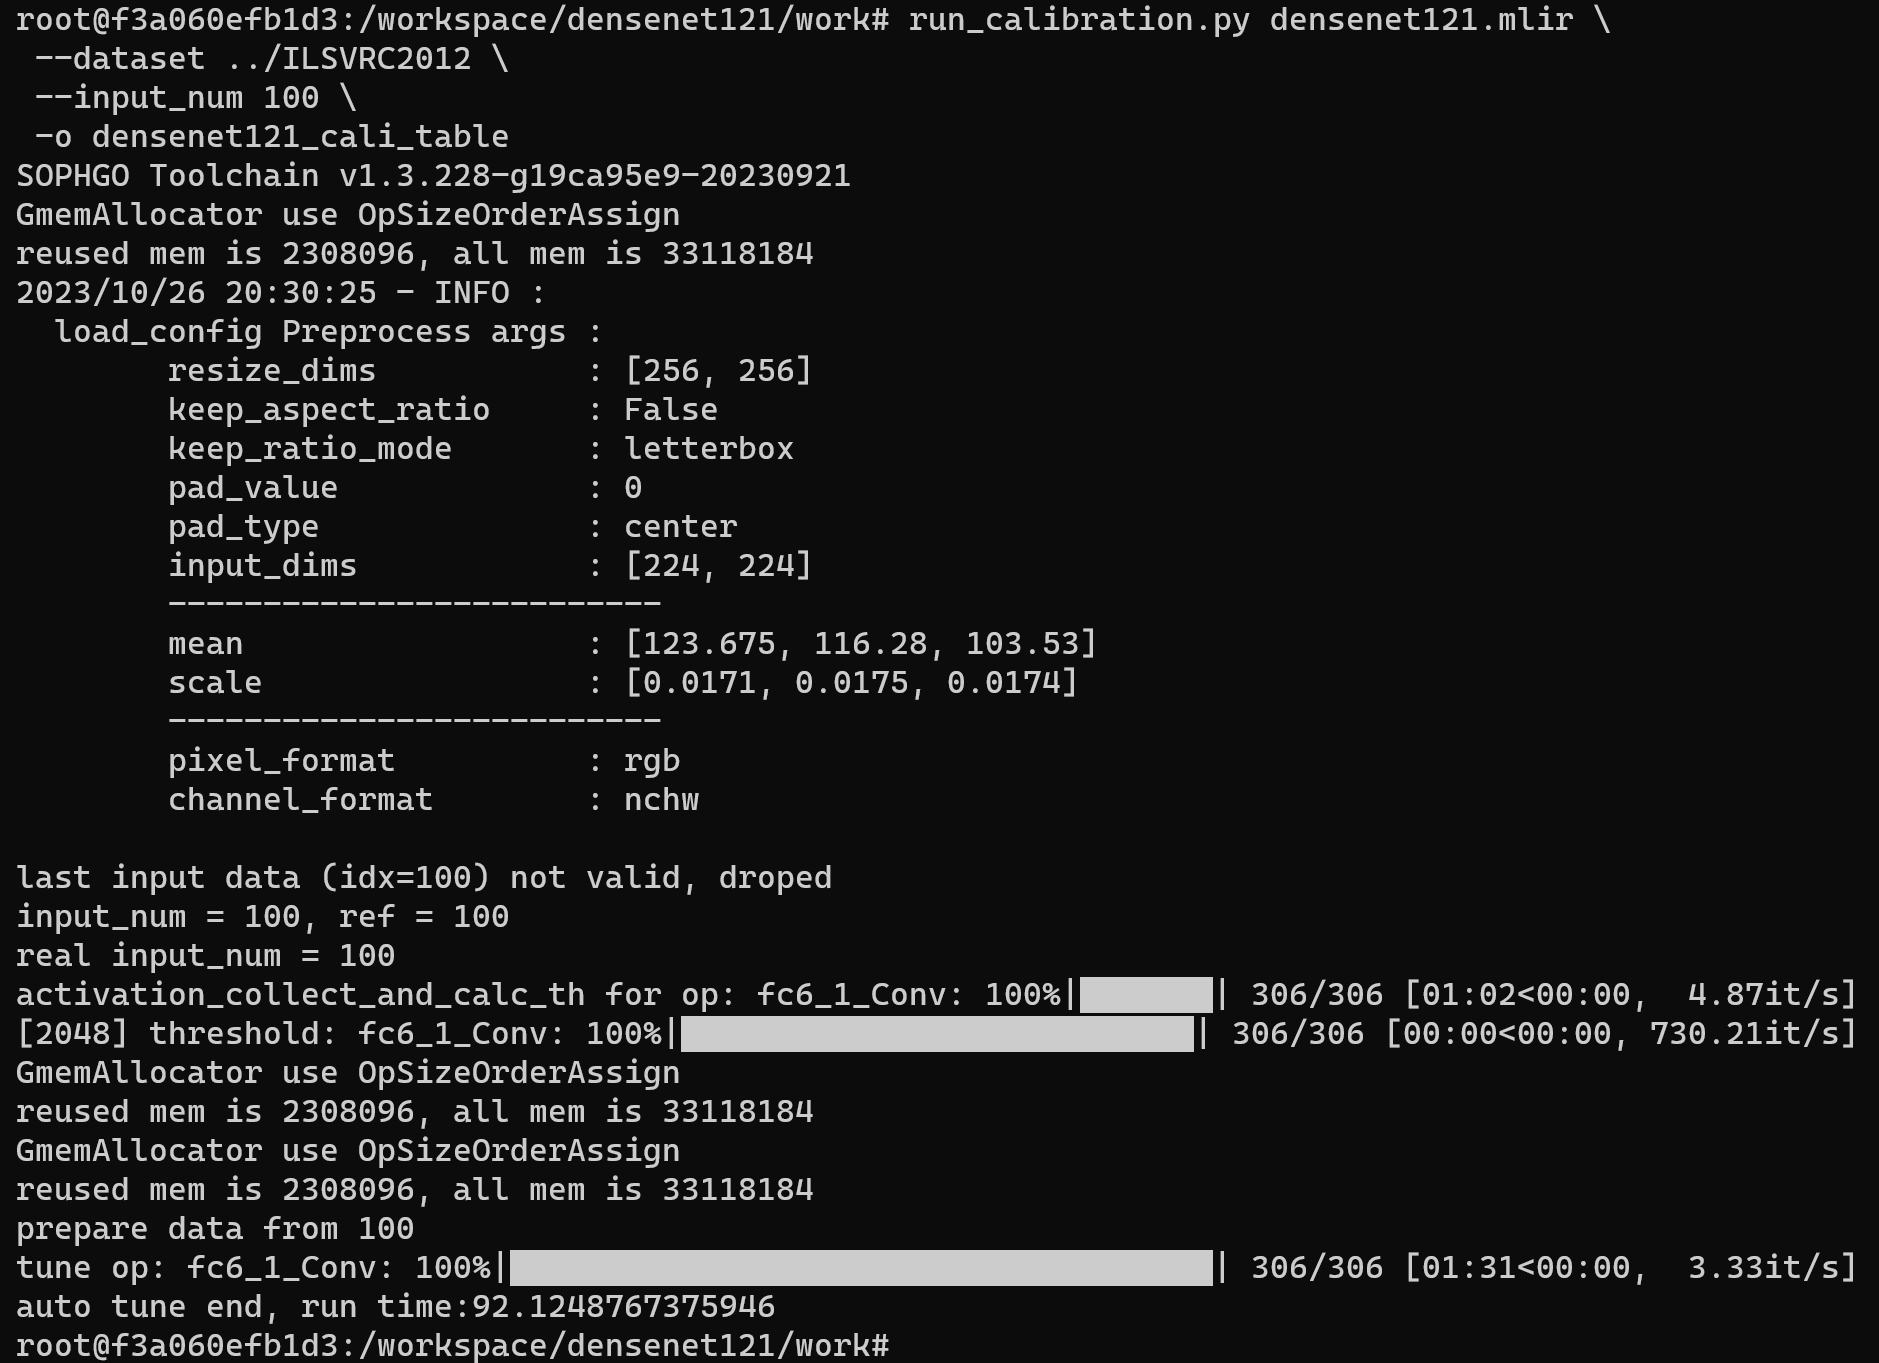 root@f3a060efb1d3:/workspace/densenet121/work# run_calibration.py densenet121.mlir \
 --dataset ../ILSVRC2012 \
 --input_num 100 \
 -o densenet121_cali_table
SOPHGO Toolchain v1.3.228-g19ca95e9-20230921
GmemAllocator use OpSizeOrderAssign
reused mem is 2308096, all mem is 33118184
2023/10/26 20:30:25 - INFO :
  load_config Preprocess args :
        resize_dims           : [256, 256]
        keep_aspect_ratio     : False
        keep_ratio_mode       : letterbox
        pad_value             : 0
        pad_type              : center
        input_dims            : [224, 224]
        --------------------------
        mean                  : [123.675, 116.28, 103.53]
        scale                 : [0.0171, 0.0175, 0.0174]
        --------------------------
        pixel_format          : rgb
        channel_format        : nchw
last input data (idx=100) not valid, droped
input_num = 100, ref = 100
real input_num = 100
activation_collect_and_calc_th for op: fc6_1_Conv: 100%|███████| 306/306 [01:02<00:00,  4.87it/s]
[2048] threshold: fc6_1_Conv: 100%|███████████████████████████| 306/306 [00:00<00:00, 730.21it/s]
GmemAllocator use OpSizeOrderAssign
reused mem is 2308096, all mem is 33118184
GmemAllocator use OpSizeOrderAssign
reused mem is 2308096, all mem is 33118184
prepare data from 100
tune op: fc6_1_Conv: 100%|█████████████████████████████████████| 306/306 [01:31<00:00,  3.33it/s]
auto tune end, run time:92.1248767375946
root@f3a060efb1d3:/workspace/densenet121/work#